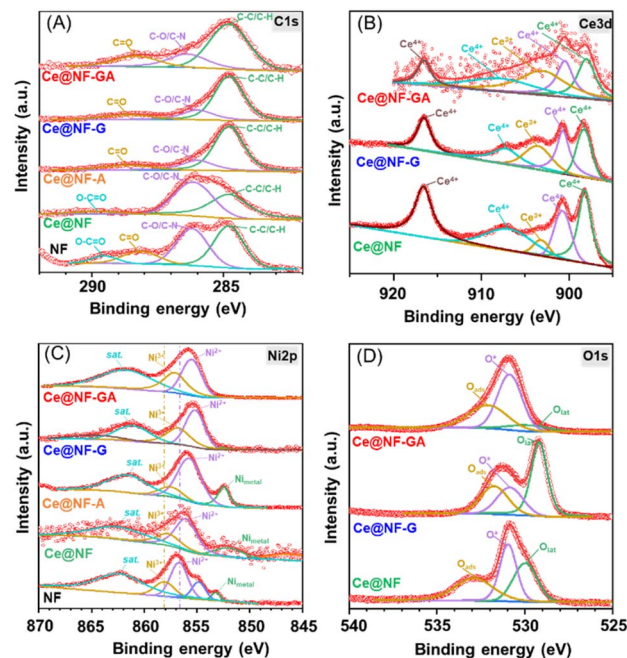 (A)
C1s
C=O
C-O/C-N
C-C/C-H
Ce@NF-GA
C=O
C-O/C-N
C-C/C-H
Ce@NF-G
C=O
C-O/C-N
C-C/C-H
Ce@NF-A
C-O/C-N
C-C/C-H
O-C=O
Ce@NF
O-C=O
C=O
C-O/C-N
C-C/C-H
NF
290
285
Binding energy (eV)
Intensity (a.u.)
(B)
Ce3d
Ce4+
Ce4+
Ce3+
Ce4+
Ce4+
Ce@NF-GA
Ce4+
Ce4+
Ce3+
Ce4+
Ce4+
Ce@NF-G
Ce4+
Ce4+
Ce3+
Ce4+
Ce4+
Ce@NF
920
910
900
Binding energy (eV)
Intensity (a.u.)
(C)
Ni2p
sat.
Ni3+
Ni2+
Ce@NF-GA
sat.
Ni3+
Ni2+
Ce@NF-G
sat.
Ni3+
Ni2+
Nimetal
Ce@NF-A
sat.
Ni3+
Ni2+
Nimetal
Ce@NF
sat.
Ni3+
Ni2+
Nimetal
NF
870
865
860
855
850
845
Binding energy (eV)
Intensity (a.u.)
(D)
O1s
O*
Oads
Olat
Ce@NF-GA
Olat
O*
Oads
Ce@NF-G
O*
Olat
Oads
Ce@NF
540
535
530
525
Binding energy (eV)
Intensity (a.u.)